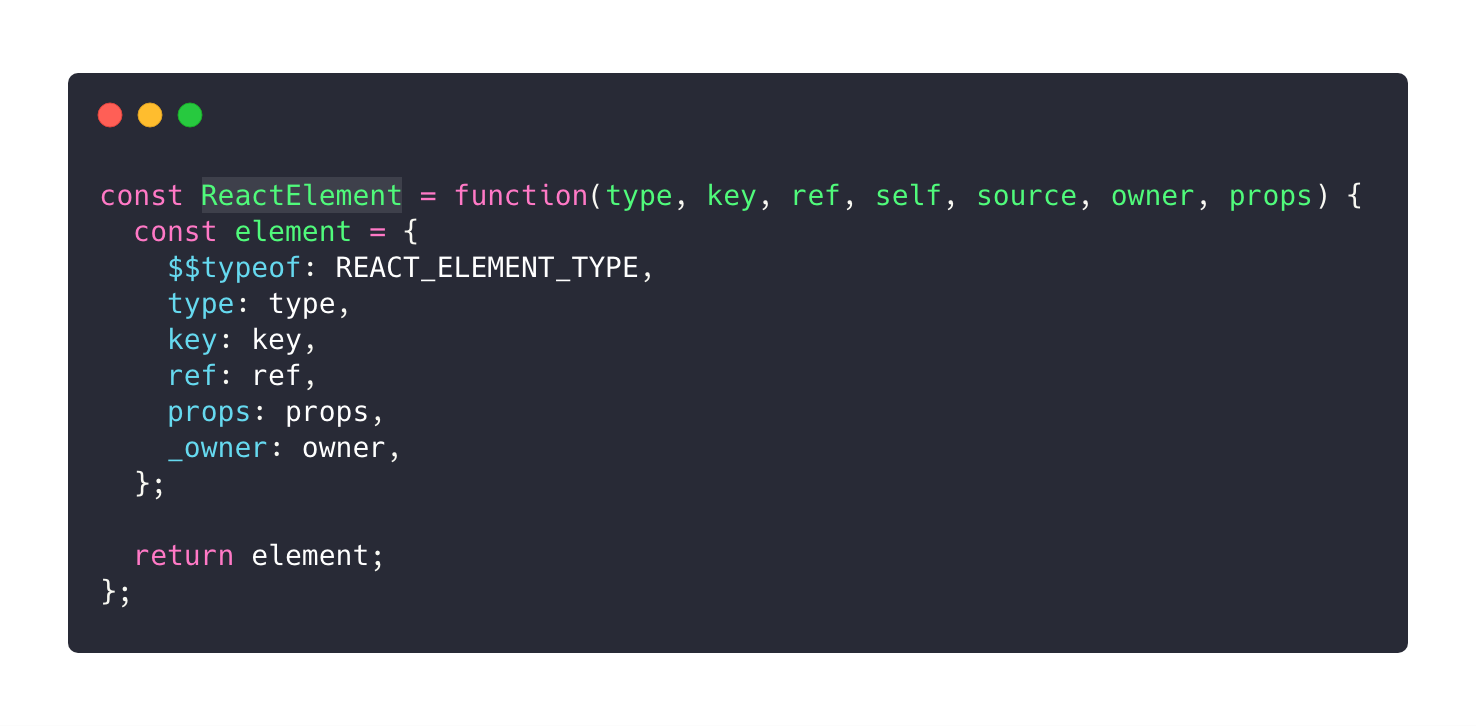 const ReactElement = function(type, key, ref, self, source, owner, props) {
  const element = {
    $$typeof: REACT_ELEMENT_TYPE,
    type: type,
    key: key,
    ref: ref,
    props: props,
    _owner: owner,
  };

  return element;
};